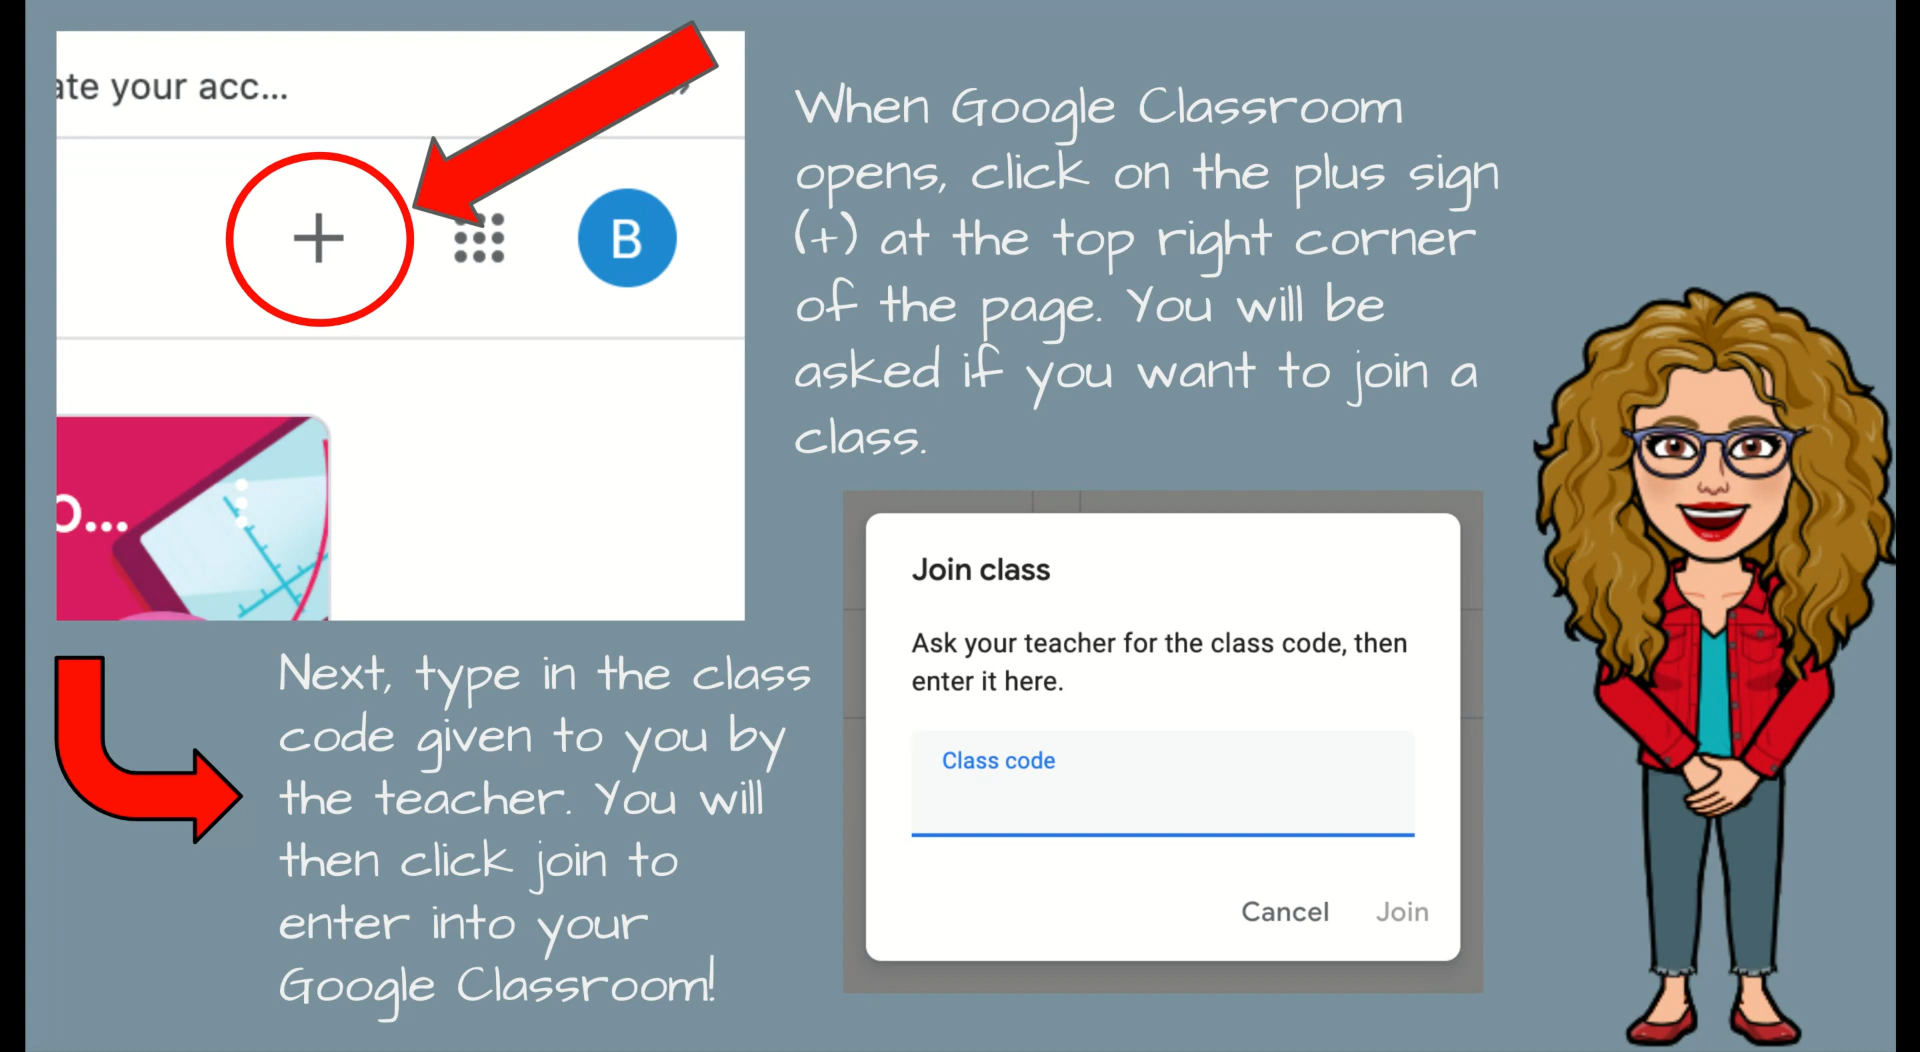 ate your acc...
B
o...
When Google Classroom
opens, click on the plus sign
(+) at the top right corner
of the page. You will be
asked if you want to join a
class.
Next, type in the class
code given to you by
the teacher. You will
then click join to
enter into your
Google Classroom!
Join class
Ask your teacher for the class code, then
enter it here.
Class code
Cancel Join